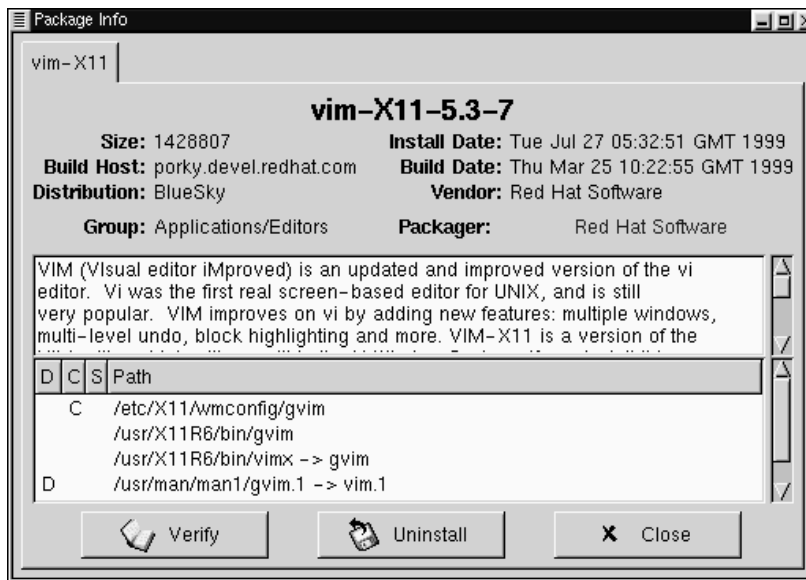 Package Info
vim-X11
vim-X11-5.3-7
Size: 1428807 Install Date: Tue Jul 27 05:32:51 GMT 1999
Build Host: porky.devel.redhat.com Build Date: Thu Mar 25 10:22:55 GMT 1999
Distribution: BlueSky Vendor: Red Hat Software
Group: Applications/Editors Packager: Red Hat Software
VIM (VIsual editor iMproved) is an updated and improved version of the vi
editor. Vi was the first real screen-based editor for UNIX, and is still
very popular. VIM improves on vi by adding new features: multiple windows,
multi-level undo, block highlighting and more. VIM-X11 is a version of the
D C S Path
C /etc/X11/wmconfig/gvim
/usr/X11R6/bin/gvim
/usr/X11R6/bin/vimx -> gvim
D /usr/man/man1/gvim.1 -> vim.1
Verify Uninstall Close